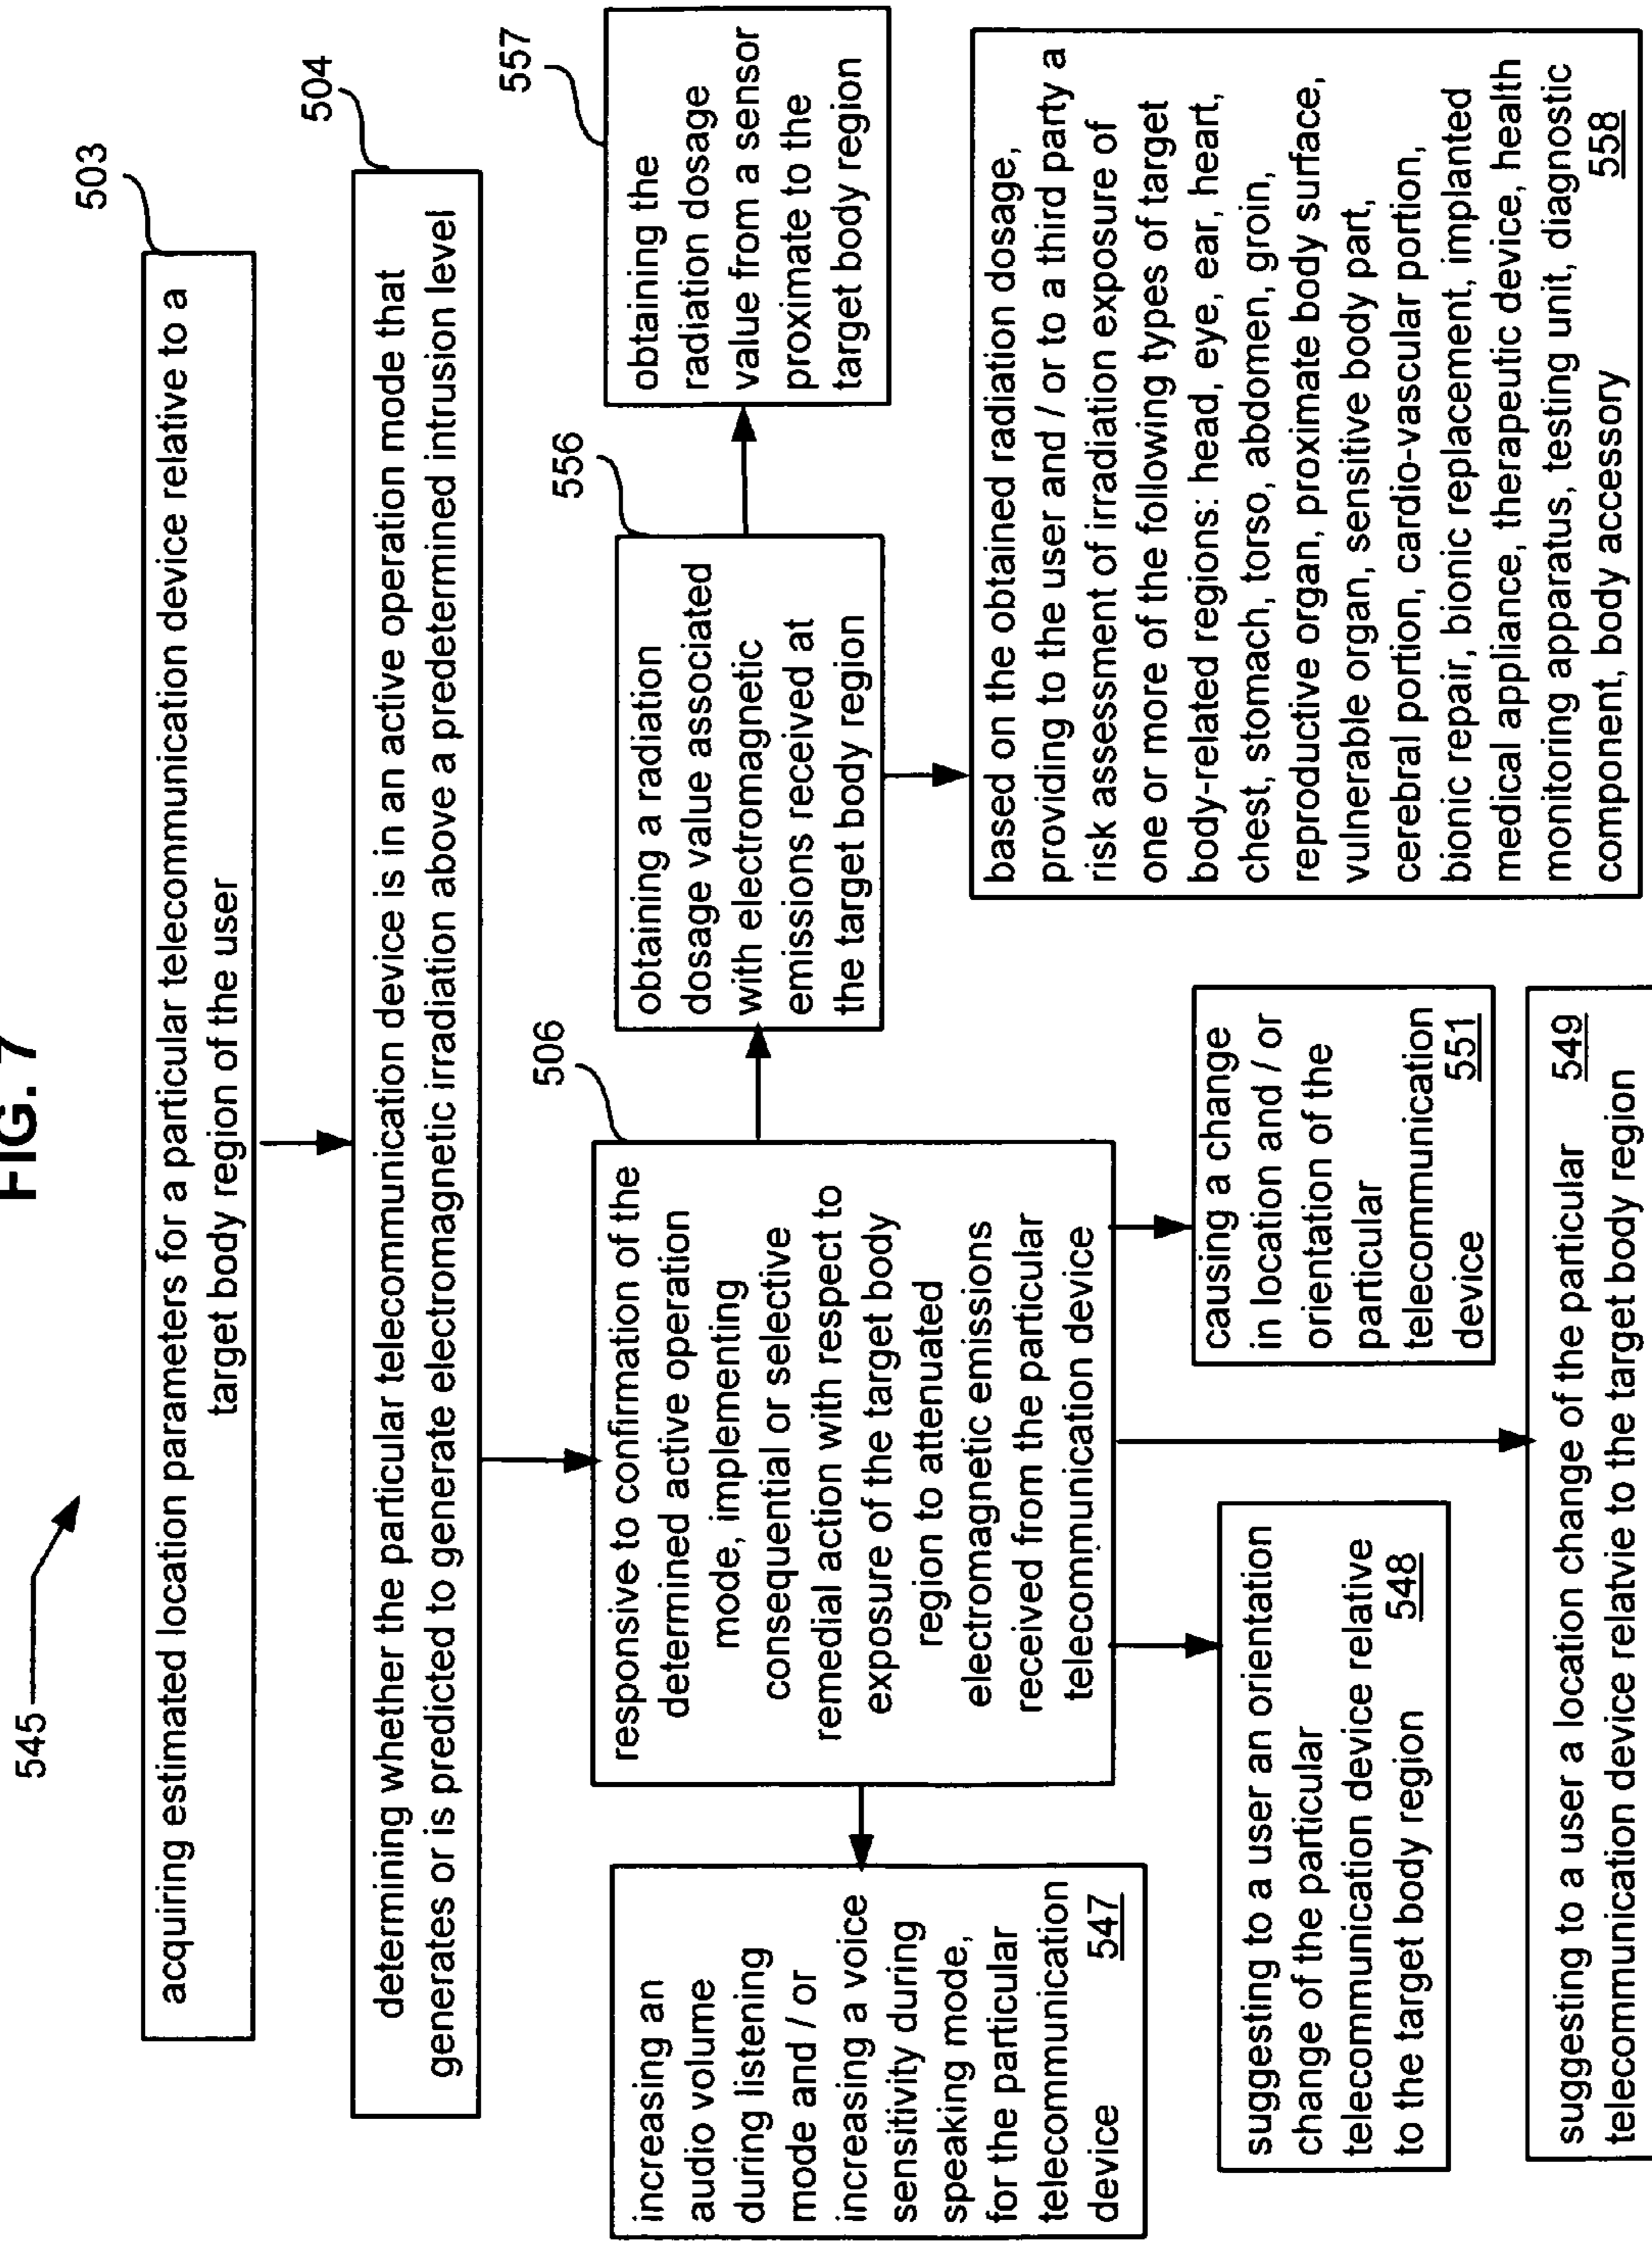 FIG. 7
545
503
acquiring estimated location parameters for a particular telecommunication device relative to a
target body region of the user
504
determining whether the particular telecommunication device is in an active operation mode that
generates or is predicted to generate electromagnetic irradiation above a predetermined intrusion level
506
responsive to confirmation of the
determined active operation
mode, implementing
consequential or selective
remedial action with respect to
exposure of the target body
region to attenuated
electromagnetic emissions
received from the particular
telecommunication device
556
obtaining a radiation
dosage value associated
with electromagnetic
emissions received at
the target body region
557
obtaining the
radiation dosage
value from a sensor
proximate to the
target body region
increasing an
audio volume
during listening
mode and / or
increasing a voice
sensitivity during
speaking mode,
for the particular
telecommunication
device 547
suggesting to a user an orientation
change of the particular
telecommunication device relative
to the target body region 548
causing a change
in location and / or
orientation of the
particular
telecommunication
device 551
based on the obtained radiation dosage,
providing to the user and / or to a third party a
risk assessment of irradiation exposure of
one or more of the following types of target
body-related regions: head, eye, ear, heart,
chest, stomach, torso, abdomen, groin,
reproductive organ, proximate body surface,
vulnerable organ, sensitive body part,
cerebral portion, cardio-vascular portion,
bionic repair, bionic replacement, implanted
medical appliance, therapeutic device, health
monitoring apparatus, testing unit, diagnostic
component, body accessory 558
suggesting to a user a location change of the particular 549
telecommunication device relatvie to the target body region